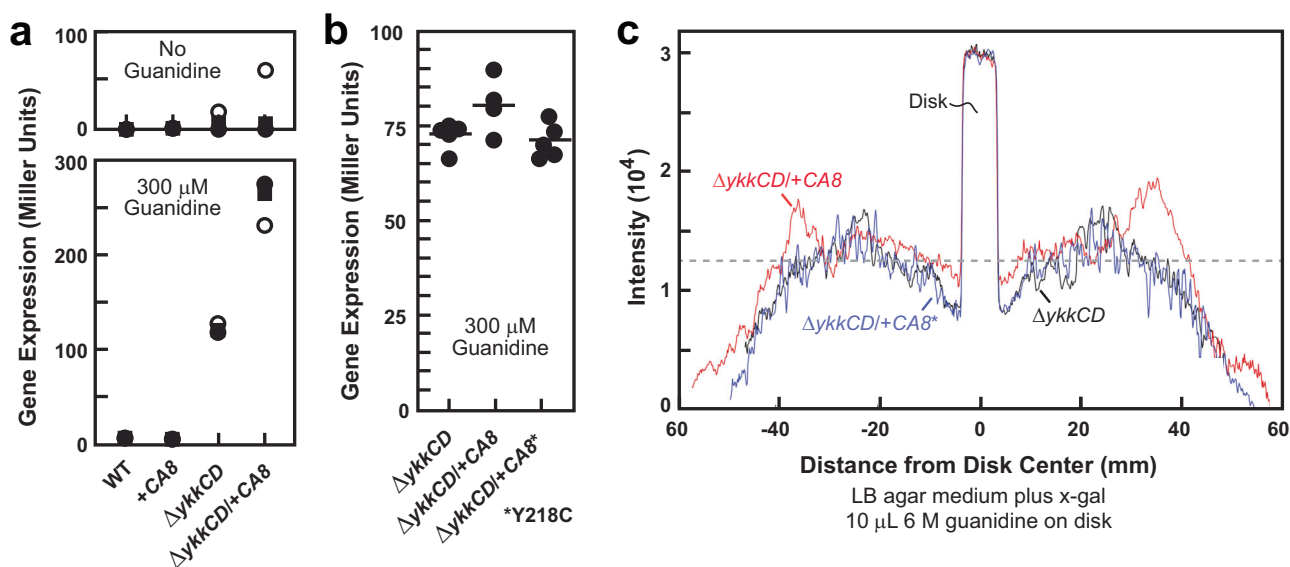 a
Gene Expression (Miller Units)
100
0
No
Guanidine
300
200
100
0
300 μM
Guanidine
WT
+CA8
ΔykkCD
ΔykkCD/+CA8
b
Gene Expression (Miller Units)
100
75
50
25
0
300 μM
Guanidine
ΔykkCD
ΔykkCD/+CA8
ΔykkCD/+CA8*
*Y218C
c
Intensity (10⁴)
3
2
1
0
Disk
ΔykkCD/+CA8
ΔykkCD/+CA8*
ΔykkCD
60
-40
-20
0
20
40
60
Distance from Disk Center (mm)
LB agar medium plus x-gal
10 μL 6 M guanidine on disk